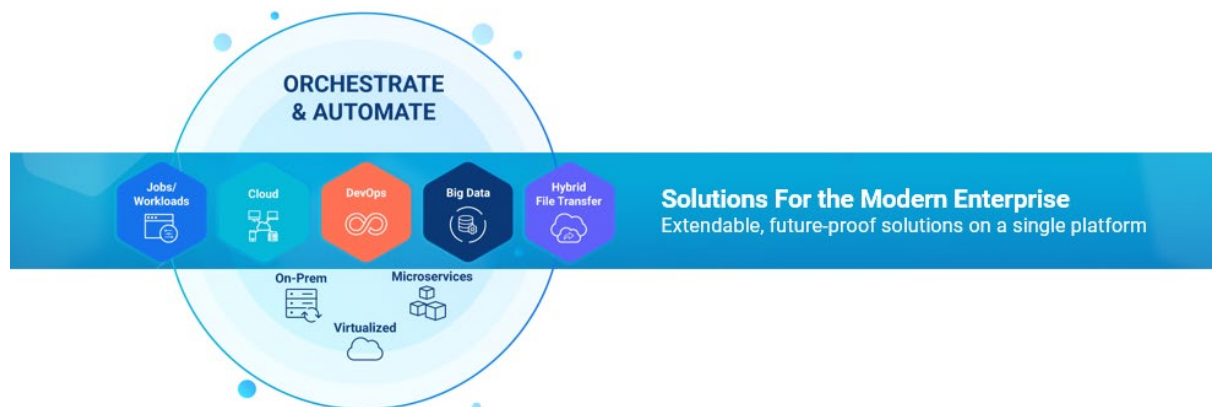 ORCHESTRATE
& AUTOMATE
Jobs/
Workloads
Cloud
DevOps
Big Data
Hybrid
File Transfer
Solutions For the Modern Enterprise
Extendable, future-proof solutions on a single platform
On-Prem
Microservices
Virtualized